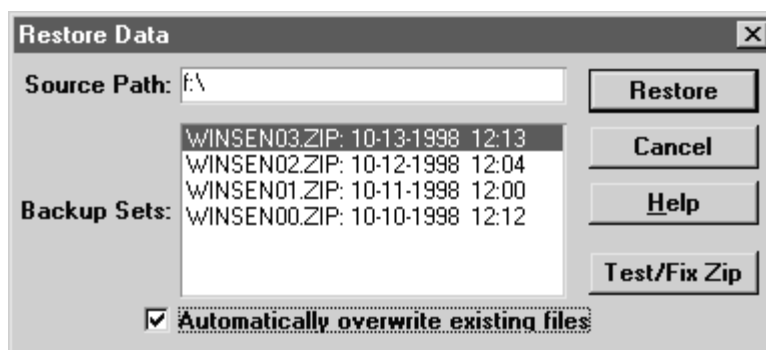 Restore Data
Source Path: f:\
Restore
WINSEN03.ZIP: 10-13-1998 12:13
Cancel
WINSEN02.ZIP: 10-12-1998 12:04
WINSEN01.ZIP: 10-11-1998 12:00
Backup Sets: WINSEN00.ZIP: 10-10-1998 12:12
Help
Test/Fix Zip
Automatically overwrite existing files